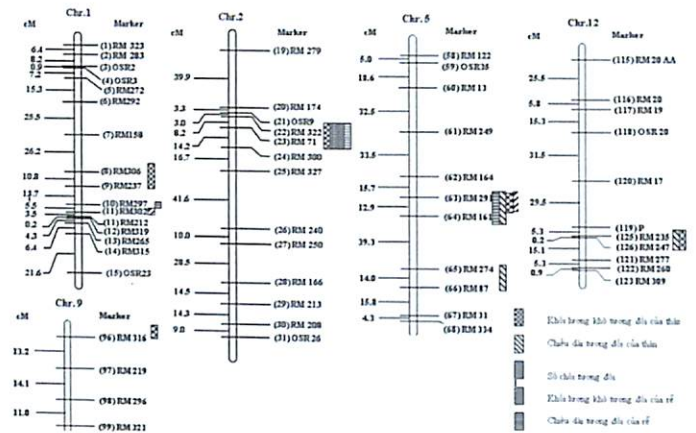 Chr.1
cM
Marker
6.4
8.2
0.9
7.2
15.3
25.5
26.2
10.8
13.7
5.5
3.5
0.2
4.3
6.4
21.6
(1) RM 323
(2) RM 283
(3) OSR2
(4) OSR3
(5) RM272
(6) RM292
(7) RM150
(8) RM306
(9) RM237
(10) RM297
(11) RM302
(11) RM212
(12) RM319
(13) RM265
(14) RM315
(15) OSR23
Chr.2
cM
Marker
39.9
3.3
3.0
8.2
14.2
16.7
41.6
10.0
20.5
14.5
14.3
9.0
(19) RM 279
(20) RM 174
(21) OSR9
(22) RM 322
(23) RM 71
(24) RM 300
(25) RM 327
(26) RM 240
(27) RM 250
(28) RM 166
(29) RM 213
(30) RM 208
(31) OSR 26
Chr.5
cM
Marker
5.0
18.6
32.5
31.5
15.7
12.9
39.3
14.0
15.8
4.3
(58) RM 122
(59) OSR35
(60) RM 13
(61) RM 249
(62) RM 164
(63) RM 291
(64) RM 161
(65) RM 274
(66) RM 87
(67) RM 31
(68) RM 334
Chr.12
cM
Marker
25.5
5.8
15.3
31.5
29.5
5.3
0.2
15.1
5.3
0.9
(115) RM 20 AA
(116) RM 20
(117) RM 19
(118) OSR 20
(120) RM 17
(119) P
(125) RM 235
(126) RM 247
(121) RM 277
(122) RM 260
(123 RM 309
Chr. 9
cM
Marker
13.2
14.1
11.0
(96) RM 316
(97) RM 219
(98) RM 296
(99) RM 321
Khối lượng khô tương đối của thân
Chiều dài tương đối của thân
Số chồi tương đối
Khối lượng khô tương đối của rễ
Chiều dài tương đối của rễ